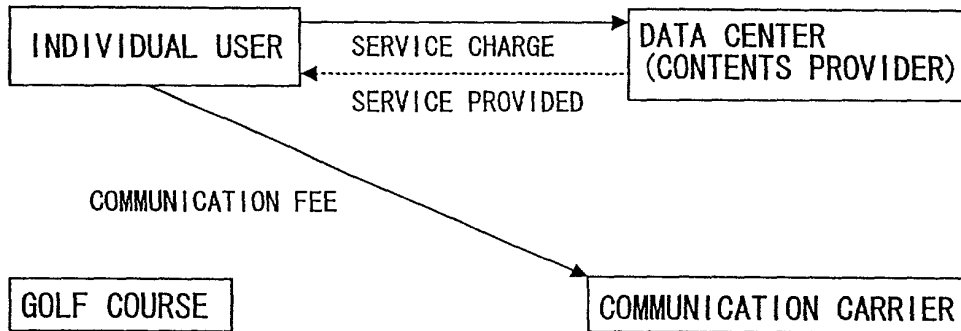 INDIVIDUAL USER
SERVICE CHARGE
DATA CENTER
(CONTENTS PROVIDER)
SERVICE PROVIDED
COMMUNICATION FEE
GOLF COURSE
COMMUNICATION CARRIER